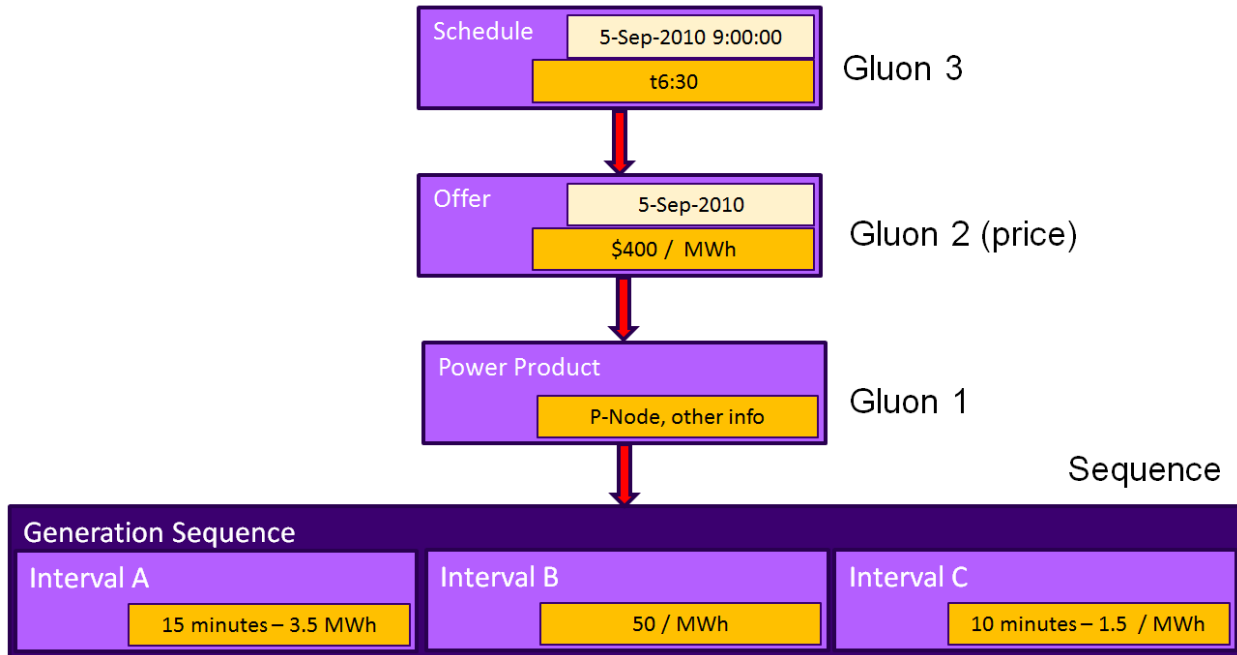 Schedule
5-Sep-2010 9:00:00
t6:30
Gluon 3
Offer
5-Sep-2010
$400 /  MWh
Gluon 2 (price)
Power Product
P-Node, other info
Gluon 1
Sequence
Generation Sequence
Interval A
15 minutes – 3.5 MWh
Interval B
50 / MWh
Interval C
10 minutes – 1.5  / MWh